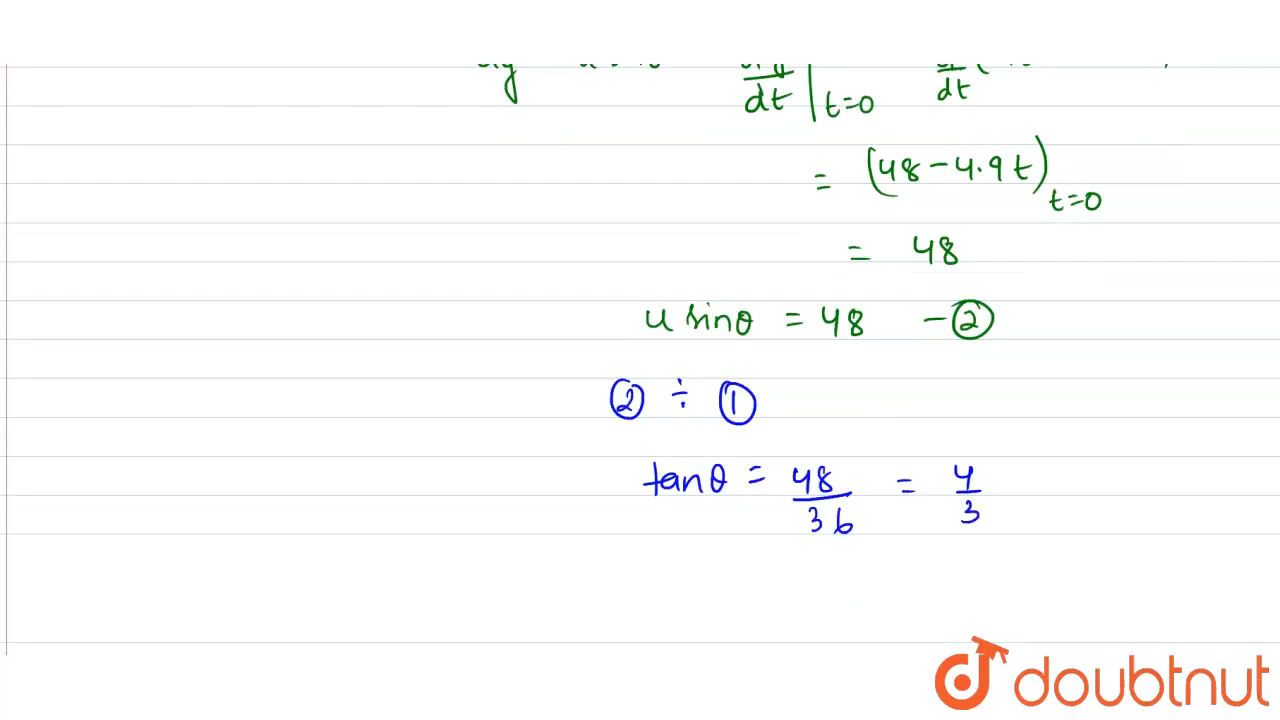 dt | t=0 dt
= (48 - 4.9t) t=0
= 48
u sinθ = 48 - ②
② ÷ ①
tanθ = 48/36 = 4/3
doubtnut